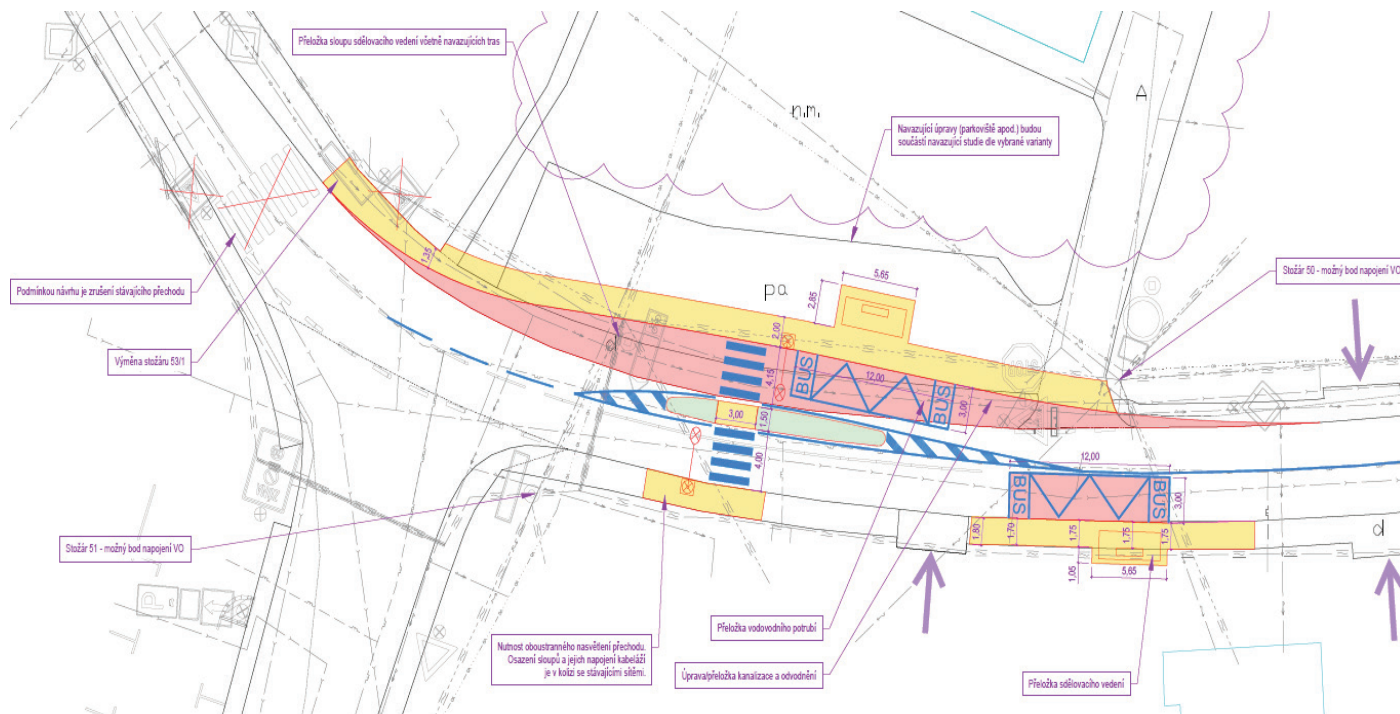 Přeložka sloupu sdělovacího vedení včetně navazujících tras
n.m.
A
Navazující úpravy (parkoviště apod.) budou
součástí navazující studie dle vybrané varianty
Podmínkou návrhu je zrušení stávajícího přechodu
Stožár 50 - možný bod napojení VO
1,35
pa
5,65
2,85
2,00
Výměna stožáru 53/1
BUS
12,00
BUS
4,15
3,00
3,00
1,50
4,00
12,00
BUS
BUS
3,00
1,80
1,70
1,75
1,75
1,75
d
1,05
5,65
Stožár 51 - možný bod napojení VO
P
Přeložka vodovodního potrubí
Nutnost oboustranného nasvětlení přechodu.
Osazení sloupů a jejich napojení kabeláží
je v kolizi se stávajícími sítěmi.
Úprava/přeložka kanalizace a odvodnění
Přeložka sdělovacího vedení